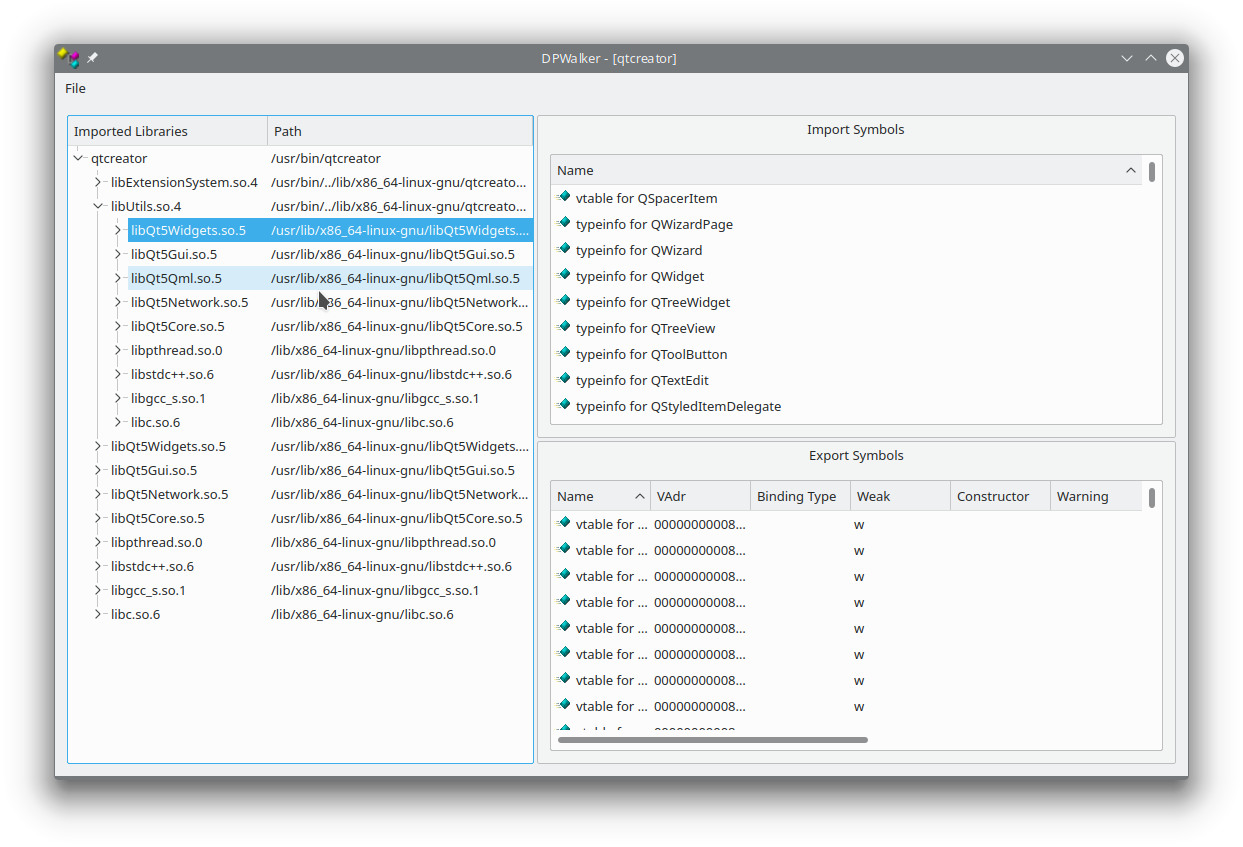 DPWalker - [qtcreator]
File
Imported Libraries Path
qtcreator /usr/bin/qtcreator
libExtensionSystem.so.4 /usr/bin/../lib/x86_64-linux-gnu/qtcreato...
libUtils.so.4 /usr/bin/../lib/x86_64-linux-gnu/qtcreato...
libQt5Widgets.so.5 /usr/lib/x86_64-linux-gnu/libQt5Widgets....
libQt5Gui.so.5 /usr/lib/x86_64-linux-gnu/libQt5Gui.so.5
libQt5Qml.so.5 /usr/lib/x86_64-linux-gnu/libQt5Qml.so.5
libQt5Network.so.5 /usr/lib/x86_64-linux-gnu/libQt5Network...
libQt5Core.so.5 /usr/lib/x86_64-linux-gnu/libQt5Core.so.5
libpthread.so.0 /lib/x86_64-linux-gnu/libpthread.so.0
libstdc++.so.6 /usr/lib/x86_64-linux-gnu/libstdc++.so.6
libgcc_s.so.1 /lib/x86_64-linux-gnu/libgcc_s.so.1
libc.so.6 /lib/x86_64-linux-gnu/libc.so.6
libQt5Widgets.so.5 /usr/lib/x86_64-linux-gnu/libQt5Widgets....
libQt5Gui.so.5 /usr/lib/x86_64-linux-gnu/libQt5Gui.so.5
libQt5Network.so.5 /usr/lib/x86_64-linux-gnu/libQt5Network...
libQt5Core.so.5 /usr/lib/x86_64-linux-gnu/libQt5Core.so.5
libpthread.so.0 /lib/x86_64-linux-gnu/libpthread.so.0
libstdc++.so.6 /usr/lib/x86_64-linux-gnu/libstdc++.so.6
libgcc_s.so.1 /lib/x86_64-linux-gnu/libgcc_s.so.1
libc.so.6 /lib/x86_64-linux-gnu/libc.so.6
Import Symbols
Name
vtable for QSpacerItem
typeinfo for QWizardPage
typeinfo for QWizard
typeinfo for QWidget
typeinfo for QTreeWidget
typeinfo for QTreeView
typeinfo for QToolButton
typeinfo for QTextEdit
typeinfo for QStyledItemDelegate
Export Symbols
Name VAdr Binding Type Weak Constructor Warning
vtable for ... 00000000008... w
vtable for ... 00000000008... w
vtable for ... 00000000008... w
vtable for ... 00000000008... w
vtable for ... 00000000008... w
vtable for ... 00000000008... w
vtable for ... 00000000008... w
vtable for ... 00000000008... w